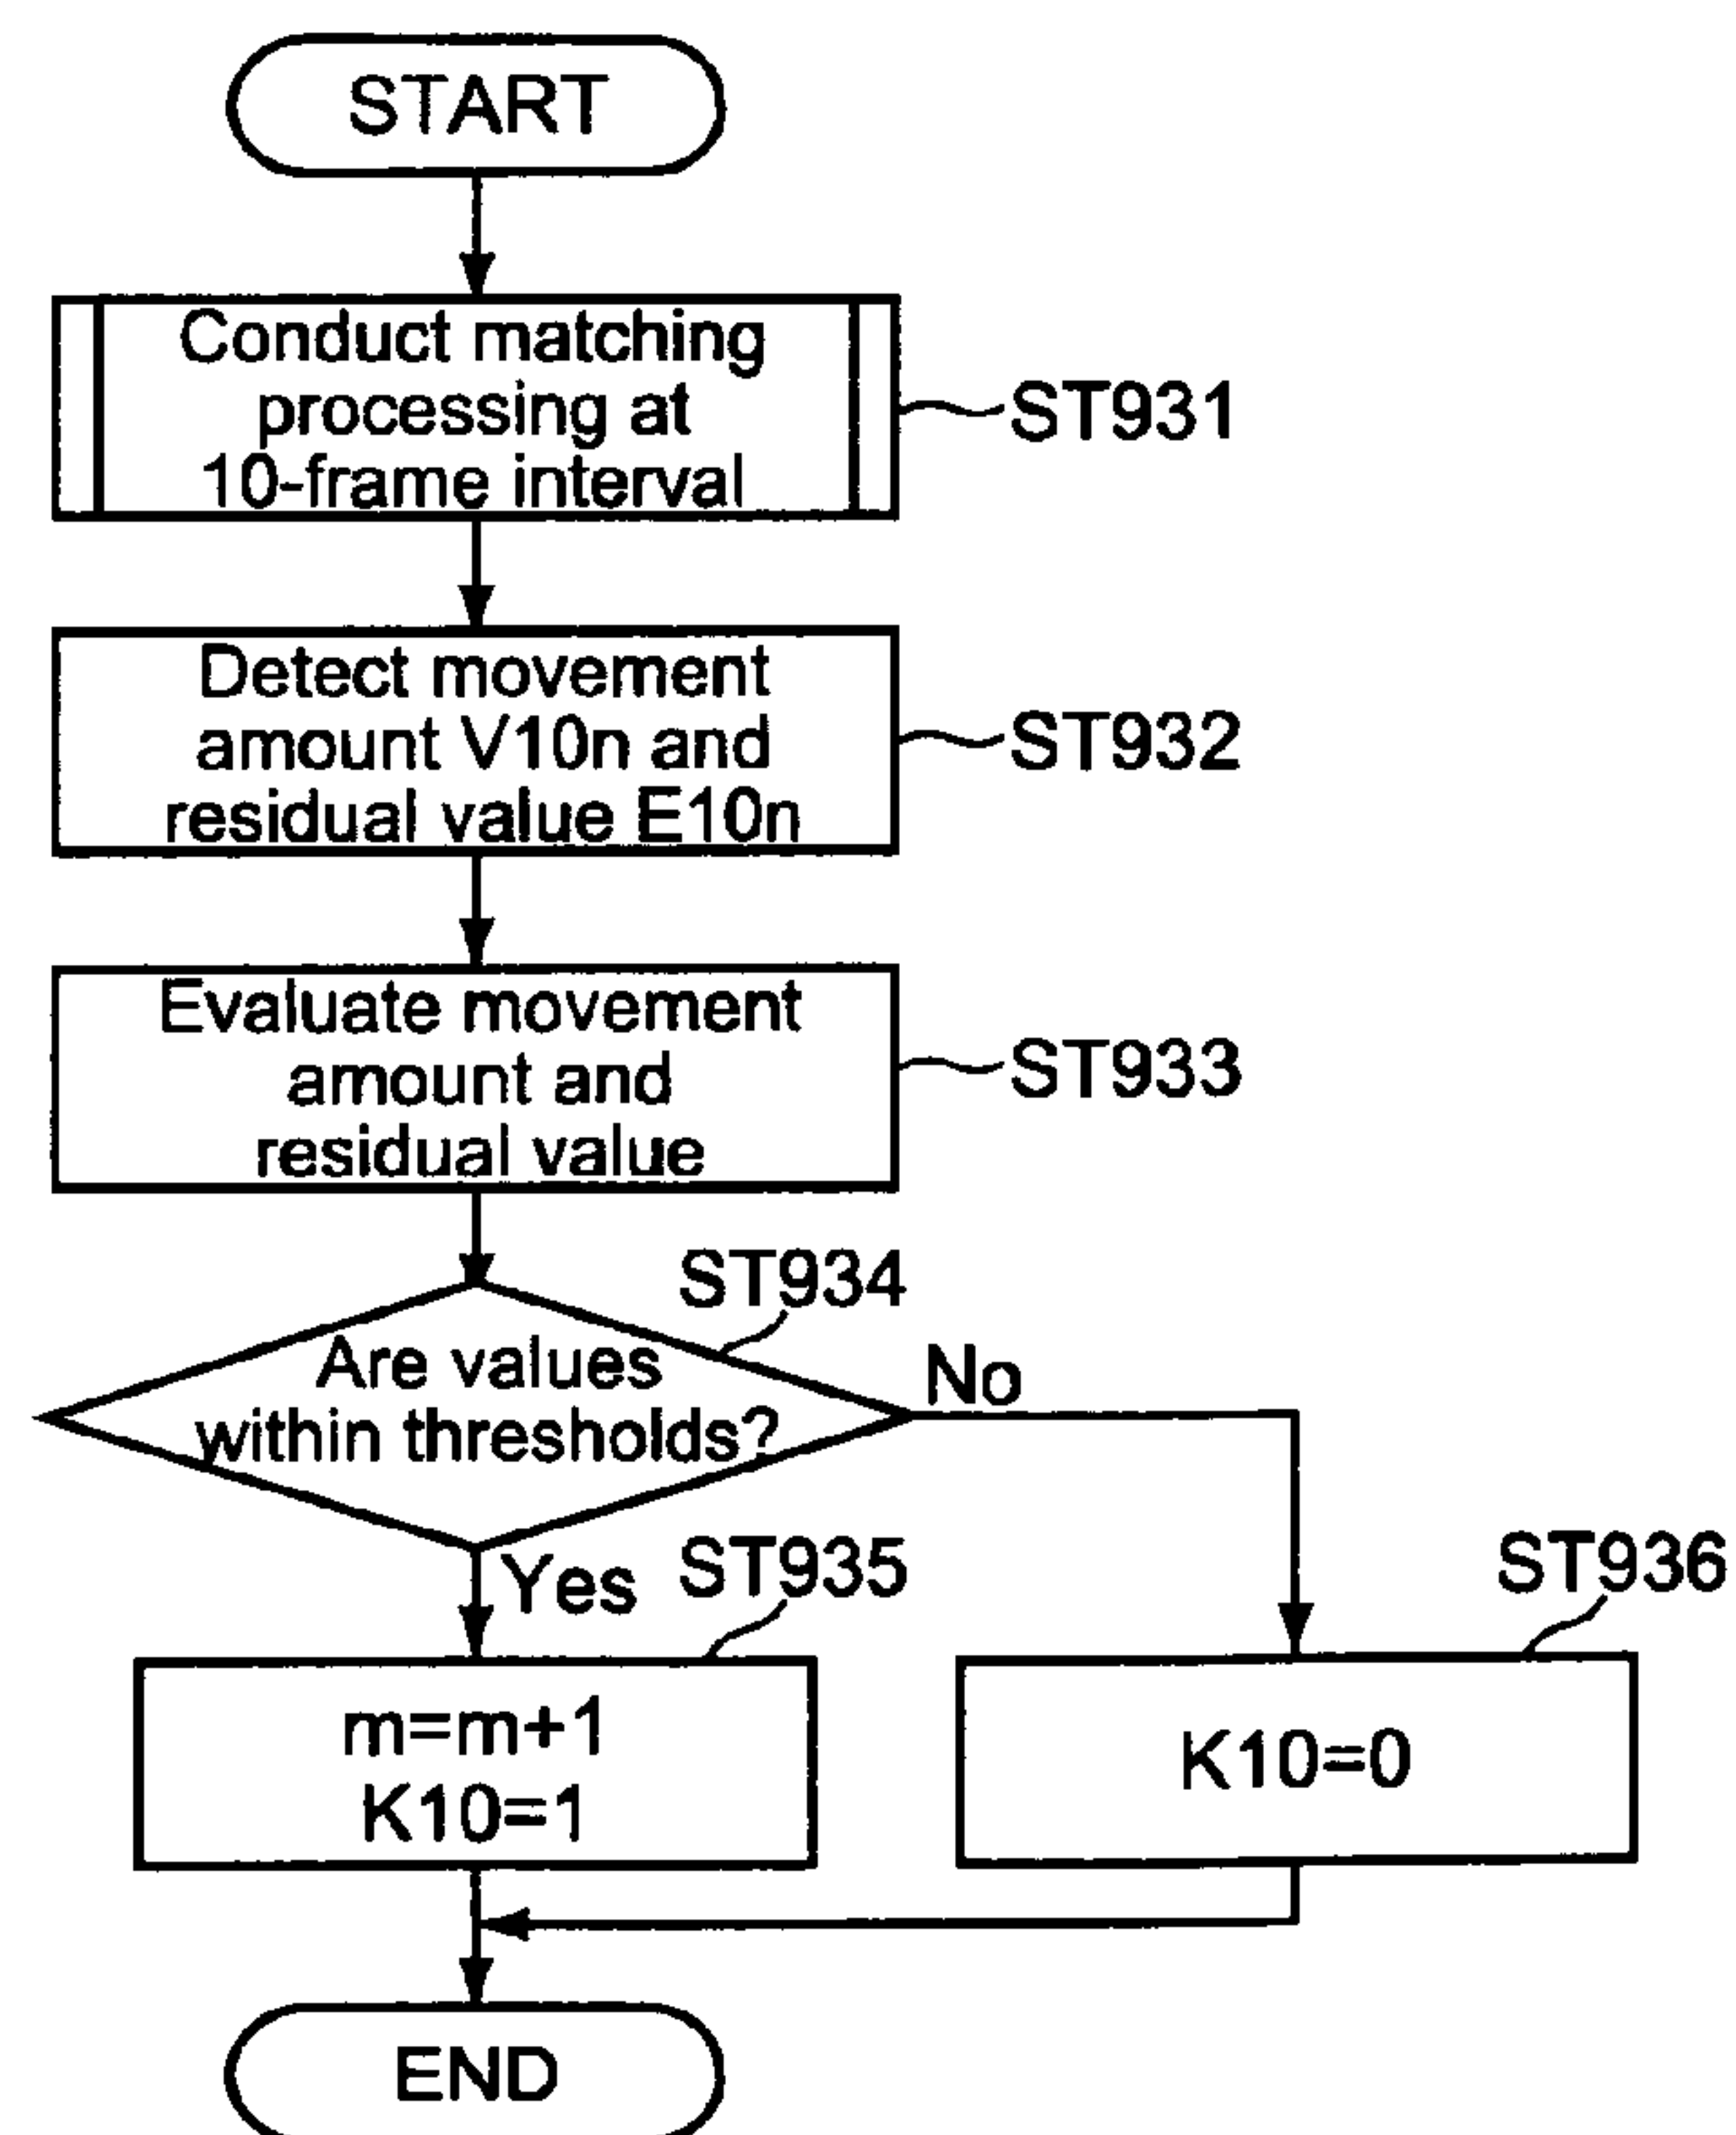 START
Conduct matching
processing at
10-frame interval
ST931
Detect movement
amount V10n and
residual value E10n
ST932
Evaluate movement
amount and
residual value
ST933
ST934
Are values
within thresholds?
No
Yes
ST935
ST936
m=m+1
K10=1
K10=0
END